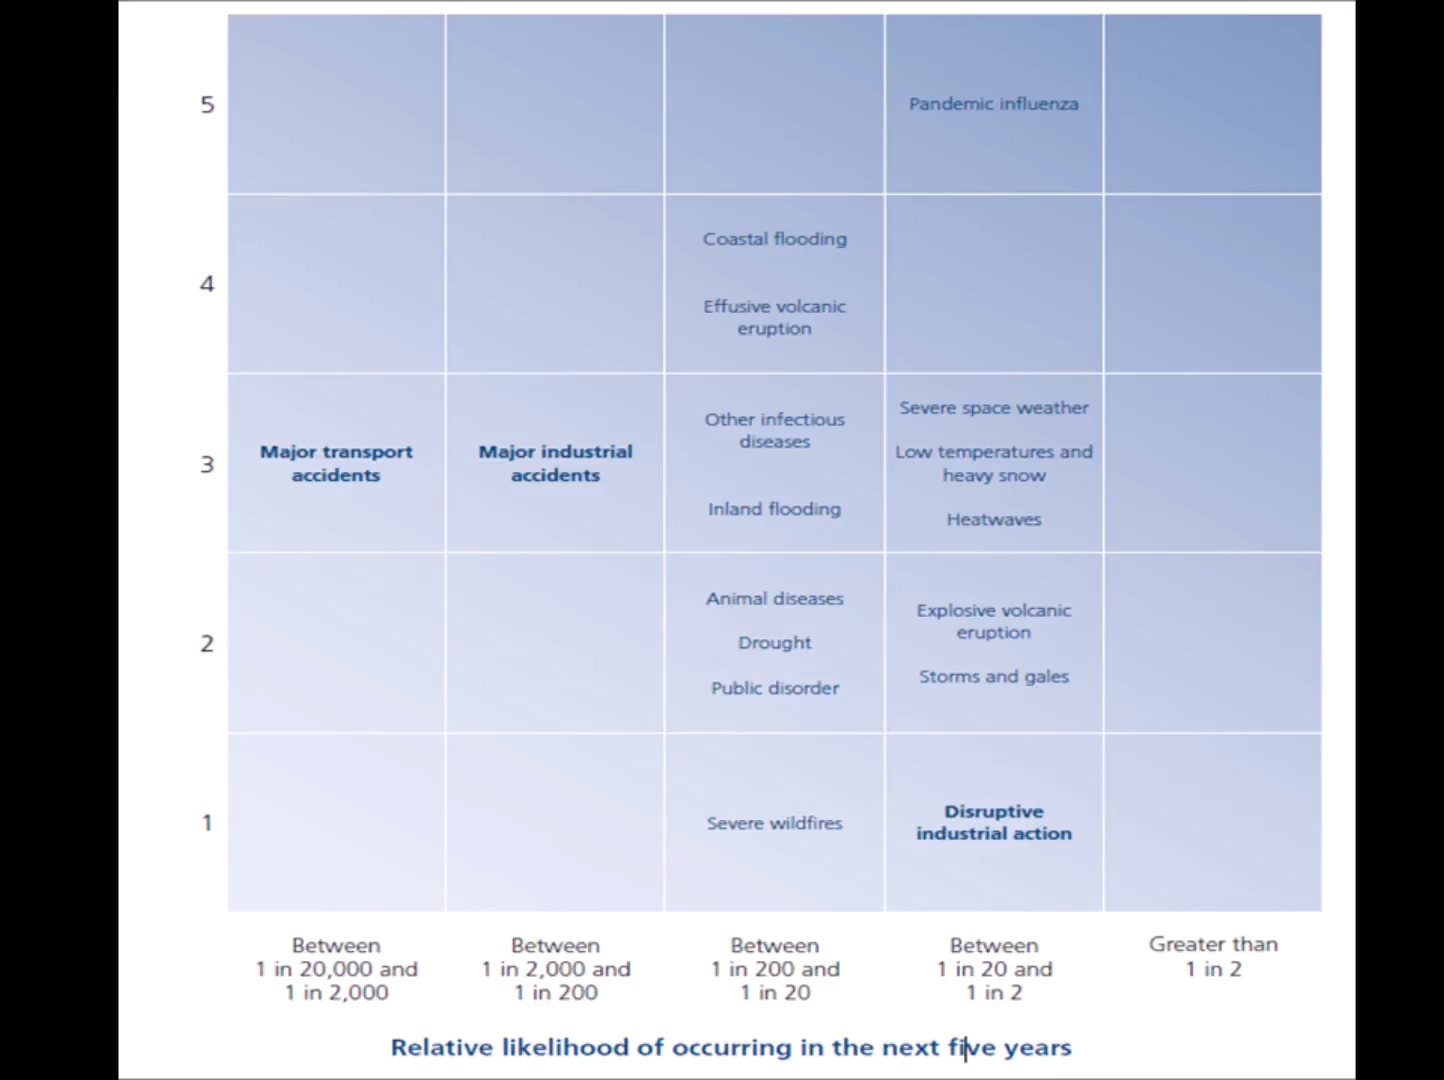 5
Pandemic influenza
4
Coastal flooding
Effusive volcanic
eruption
3
Major transport
accidents
Major industrial
accidents
Other infectious
diseases
Inland flooding
Severe space weather
Low temperatures and
heavy snow
Heatwaves
2
Animal diseases
Drought
Public disorder
Explosive volcanic
eruption
Storms and gales
1
Severe wildfires
Disruptive
industrial action
Between
1 in 20,000 and
1 in 2,000
Between
1 in 2,000 and
1 in 200
Between
1 in 200 and
1 in 20
Between
1 in 20 and
1 in 2
Greater than
1 in 2
Relative likelihood of occurring in the next five years